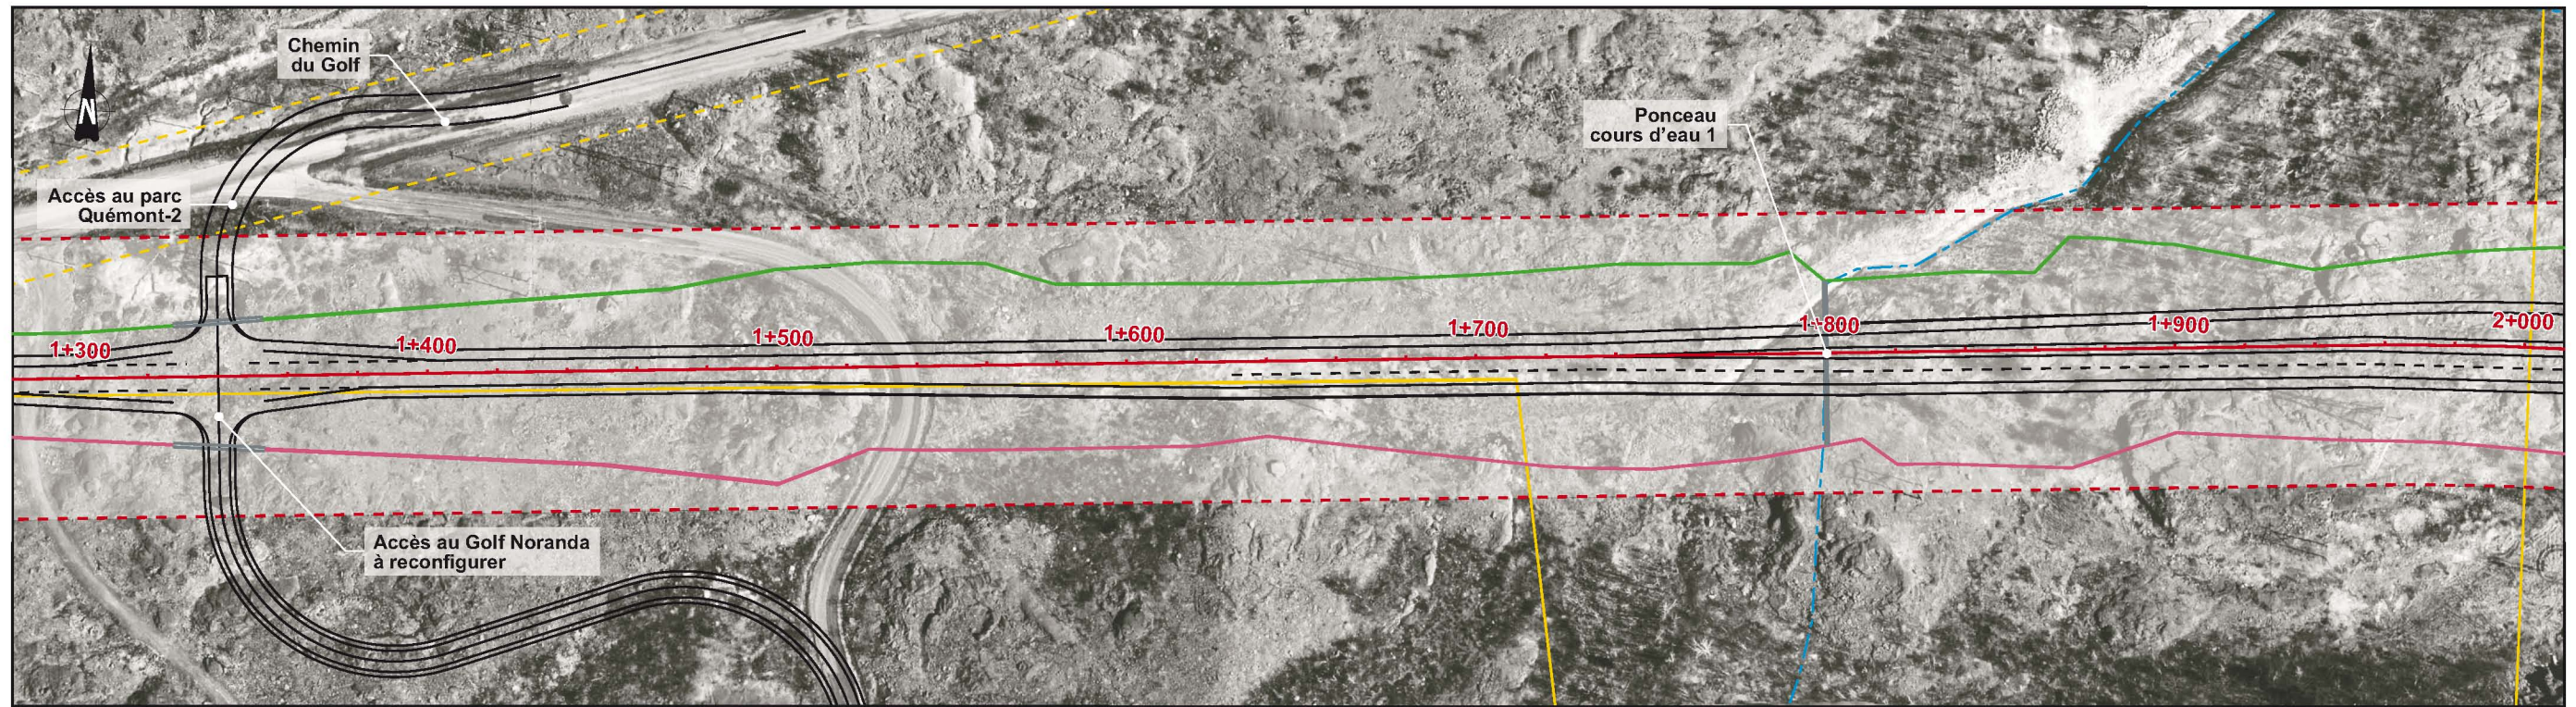 Chemin
du Golf
N
Ponceau
cours d'eau 1
Accès au parc
Quémont-2
1+300
1+400
1+500
1+600
1+700
1+800
1+900
2+000
Accès au Golf Noranda
à reconfigurer